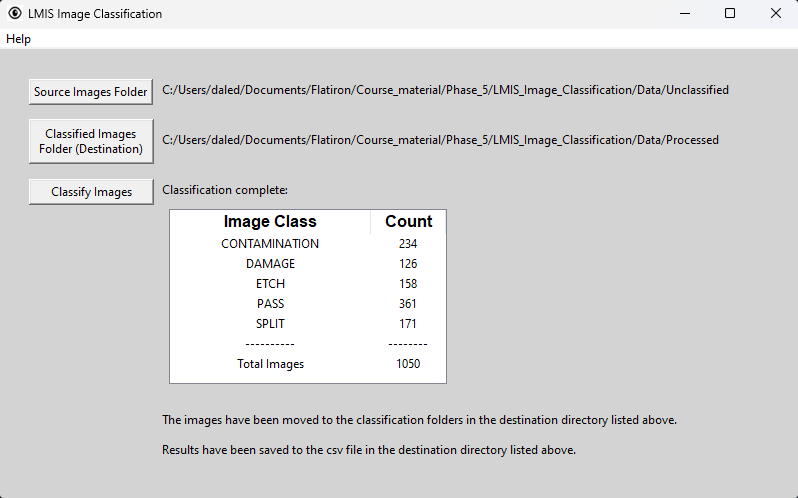 LMIS Image Classification
Help
Source Images Folder C:/Users/daled/Documents/Flatiron/Course_material/Phase_5/LMIS_Image_Classification/Data/Unclassified
Classified Images
Folder (Destination) C:/Users/daled/Documents/Flatiron/Course_material/Phase_5/LMIS_Image_Classification/Data/Processed
Classify Images Classification complete:
Image Class Count
CONTAMINATION 234
DAMAGE 126
ETCH 158
PASS 361
SPLIT 171
---------- --------
Total Images 1050
The images have been moved to the classification folders in the destination directory listed above.
Results have been saved to the csv file in the destination directory listed above.